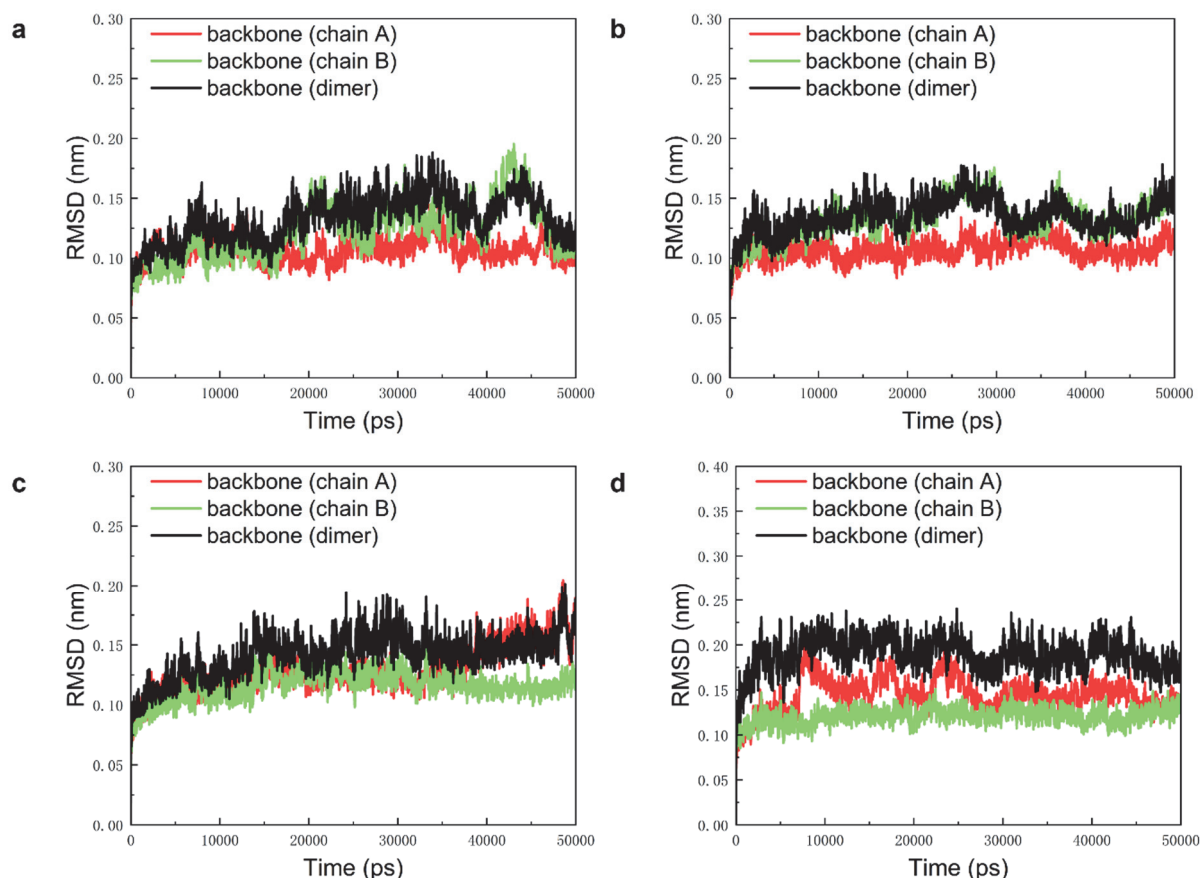 a
backbone (chain A)
backbone (chain B)
backbone (dimer)
RMSD (nm)
0.30
0.25
0.20
0.15
0.10
0.05
0.00
0 10000 20000 30000 40000 50000
Time (ps)
b
backbone (chain A)
backbone (chain B)
backbone (dimer)
RMSD (nm)
0.30
0.25
0.20
0.15
0.10
0.05
0.00
0 10000 20000 30000 40000 50000
Time (ps)
c
backbone (chain A)
backbone (chain B)
backbone (dimer)
RMSD (nm)
0.30
0.25
0.20
0.15
0.10
0.05
0.00
0 10000 20000 30000 40000 50000
Time (ps)
d
backbone (chain A)
backbone (chain B)
backbone (dimer)
RMSD (nm)
0.40
0.35
0.30
0.25
0.20
0.15
0.10
0.05
0.00
0 10000 20000 30000 40000 50000
Time (ps)